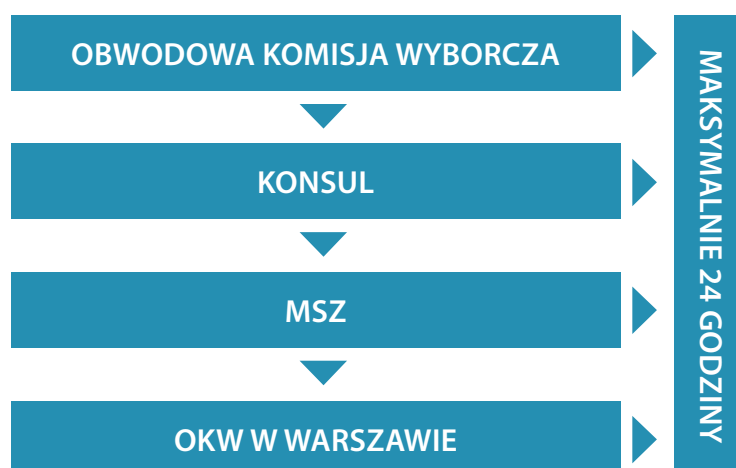 OBWODOWA KOMISJA WYBORCZA
KONSUL
MSZ
OKW W WARSZAWIE
MAKSYMALNIE 24 GODZINY